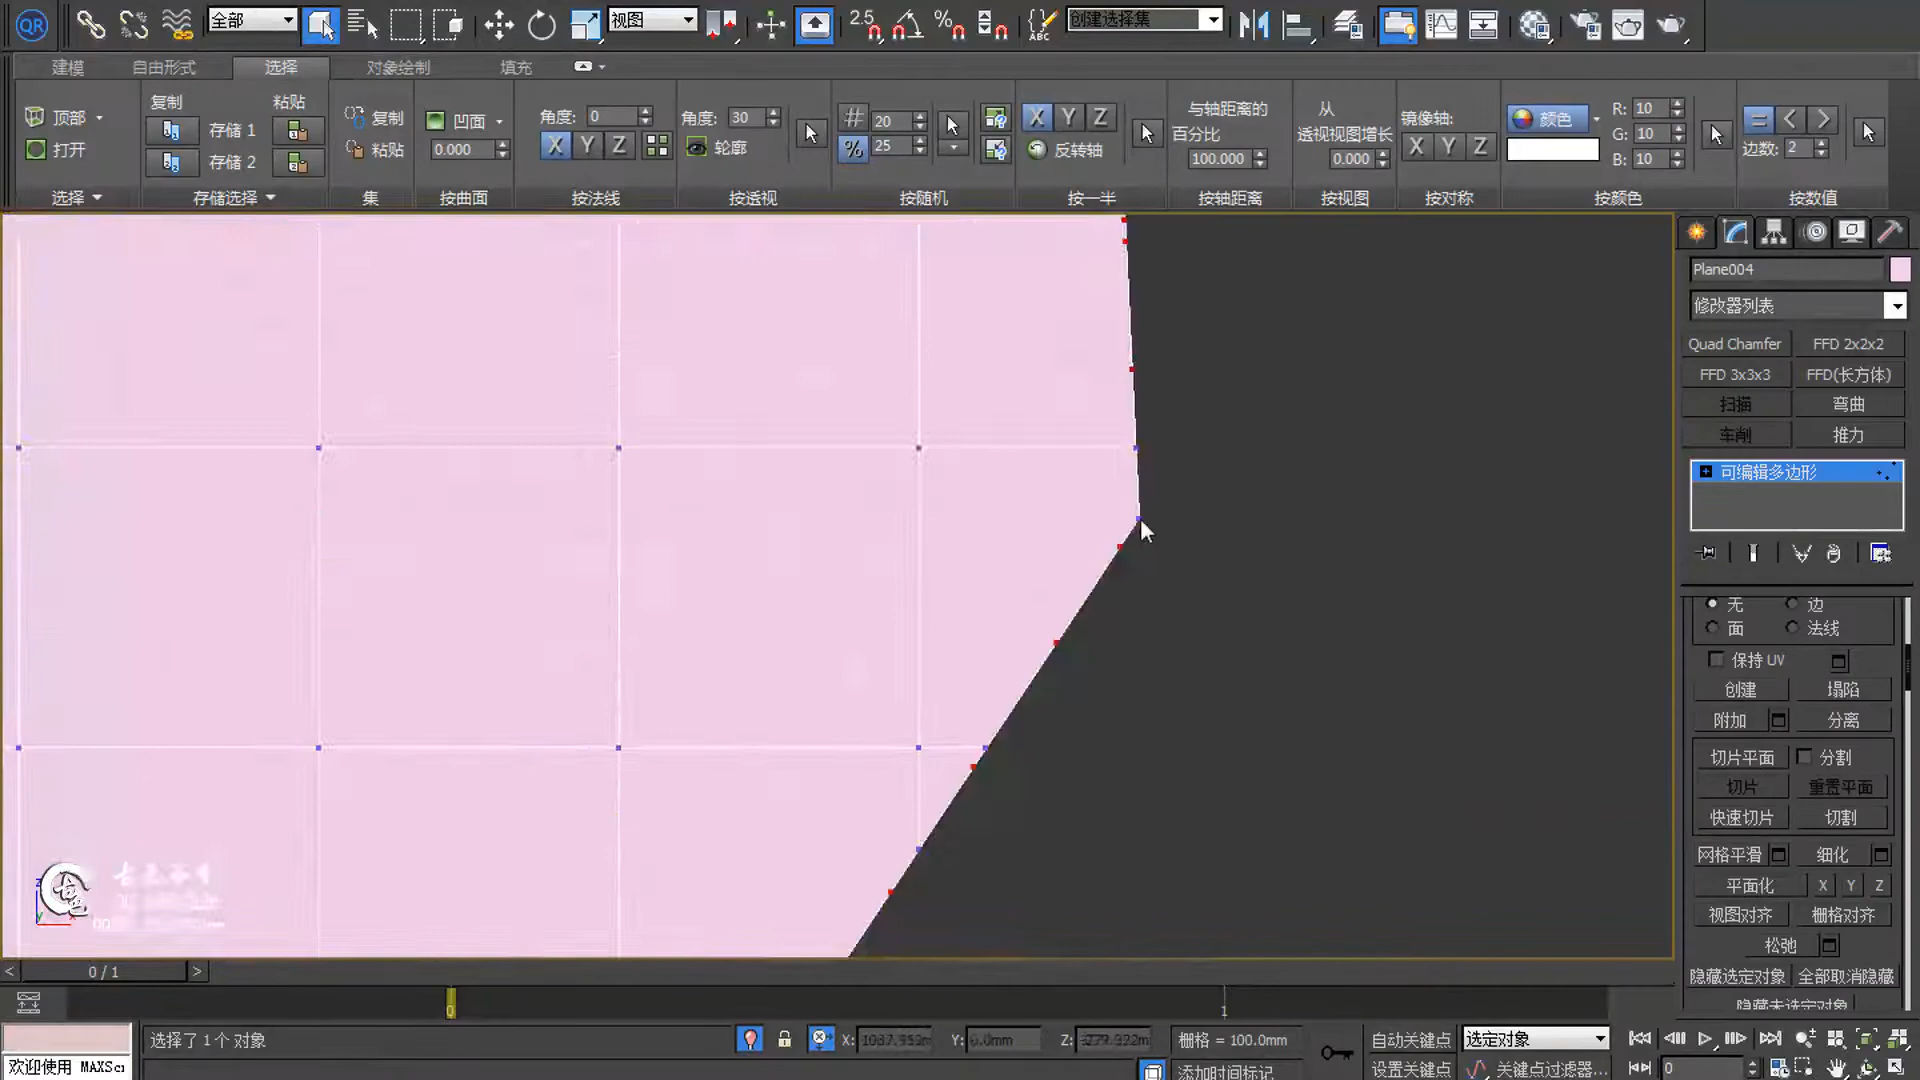 QR 全部 2.5 % ABC 视图 创建选择集
建模 自由形式 选择 对象绘制 填充
顶部 打开 选择
复制 粘贴 存储 1 存储 2 存储选择
复制 粘贴 集
凹面 0.000 按曲面
角度: 0 X Y Z 按法线
角度: 30 轮廓 按透视
# 20 % 25 按随机
X Y Z 反转轴 按一半
与轴距离的 百分比 100.000 按轴距离
从 透视视图增长 0.000 按视图
镜像轴: X Y Z 按对称
颜色 R: 10 G: 10 B: 10 按颜色
= < > 边数: 2 按数值
Plane004
修改器列表
Quad Chamfer FFD 2x2x2
FFD 3x3x3 FFD(长方体)
扫描 弯曲
车削 推力
可编辑多边形
无 边
面 法线
保持 UV
创建 塌陷
附加 分离
切片平面 分割
切片 重置平面
快速切片 切割
网格平滑 细化
平面化 X Y Z
视图对齐 栅格对齐
松弛
隐藏选定对象 全部取消隐藏
隐藏未选定对象
< 0 / 1 >
0 1
选择了 1 个 对象 X: Y: 0.0mm Z: 栅格 = 100.0mm 自动关键点 选定对象
欢迎使用 MAXScr 添加时间标记 设置关键点 关键点过滤器... 0